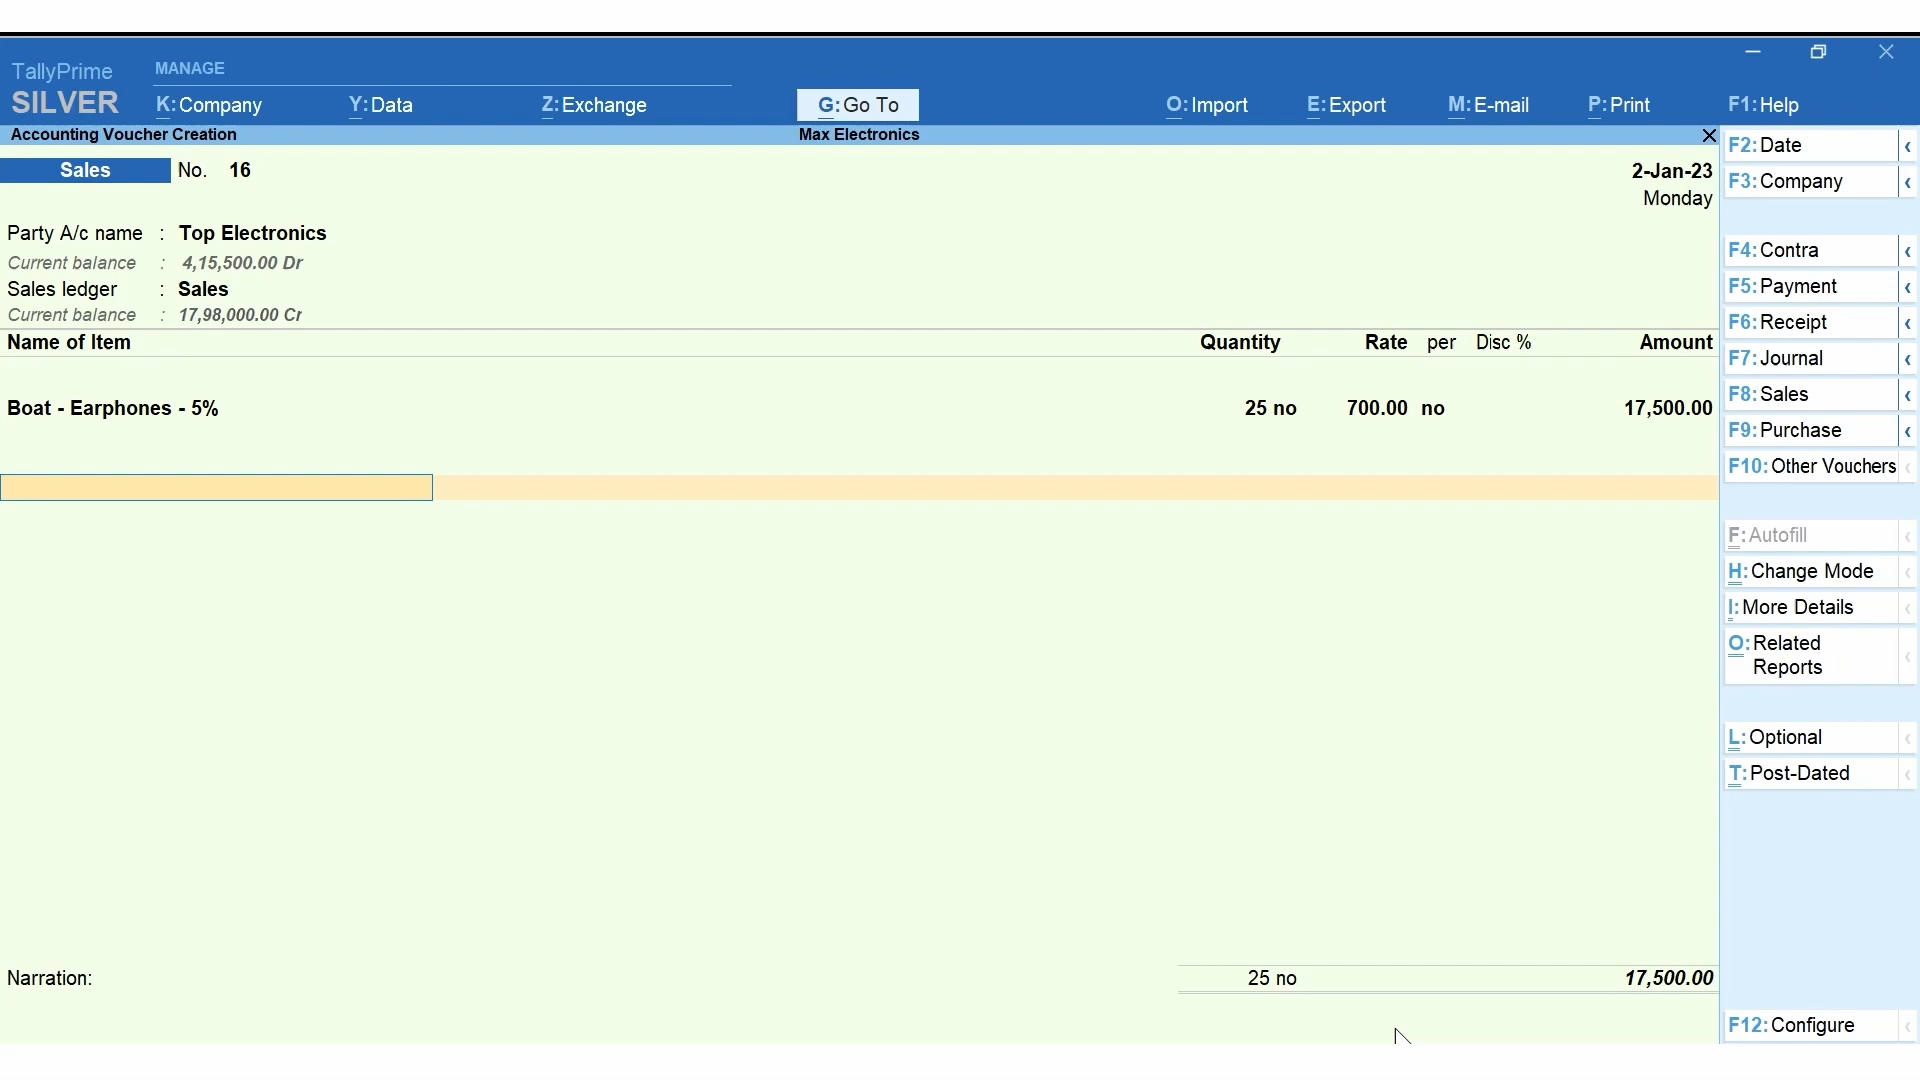 TallyPrime
MANAGE
SILVER
K: Company Y: Data Z: Exchange G: Go To O: Import E: Export M: E-mail P: Print F1: Help
Accounting Voucher Creation Max Electronics
Sales No. 16 2-Jan-23
Monday
Party A/c name : Top Electronics
Current balance : 4,15,500.00 Dr
Sales ledger : Sales
Current balance : 17,98,000.00 Cr
Name of Item Quantity Rate per Disc % Amount
Boat - Earphones - 5% 25 no 700.00 no 17,500.00
Narration: 25 no 17,500.00
F2: Date
F3: Company
F4: Contra
F5: Payment
F6: Receipt
F7: Journal
F8: Sales
F9: Purchase
F10: Other Vouchers
F: Autofill
H: Change Mode
I: More Details
O: Related
Reports
L: Optional
T: Post-Dated
F12: Configure